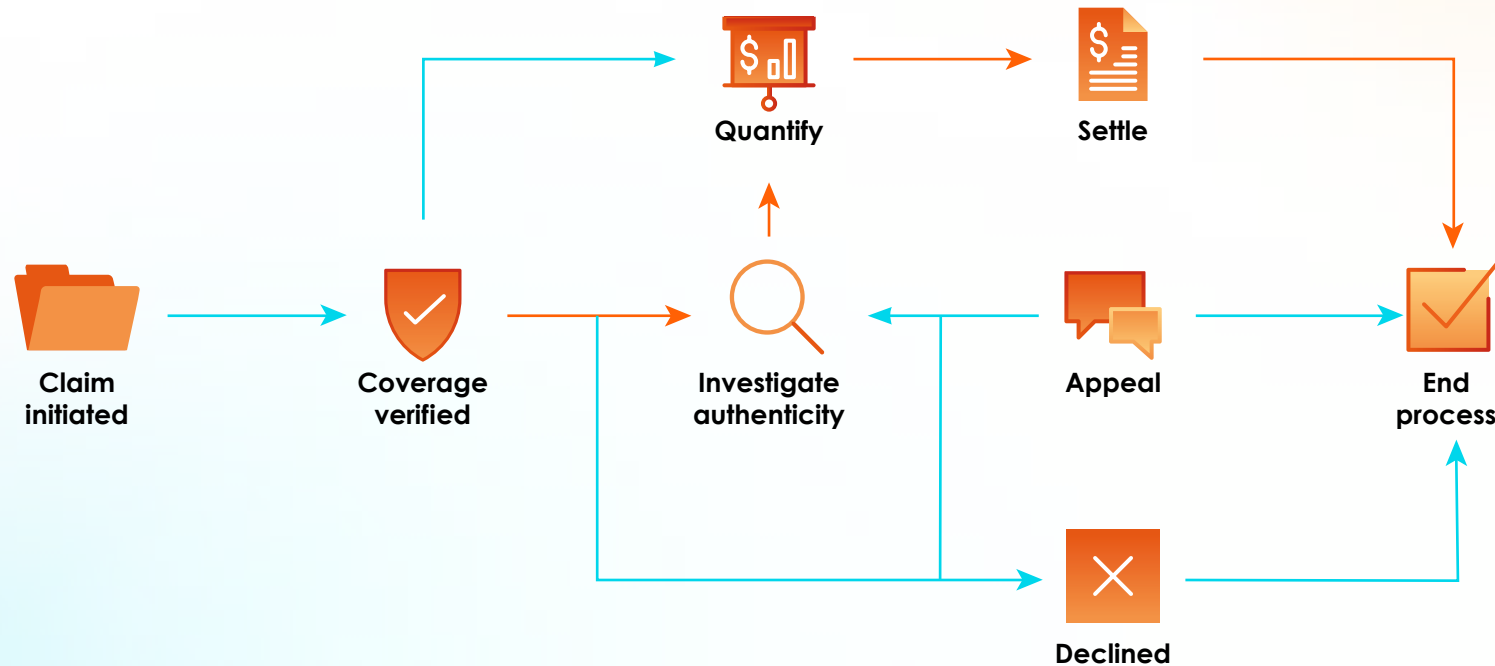 $
Quantify
$
Settle
Claim
initiated
Coverage
verified
Investigate
authenticity
Appeal
End
process
Declined